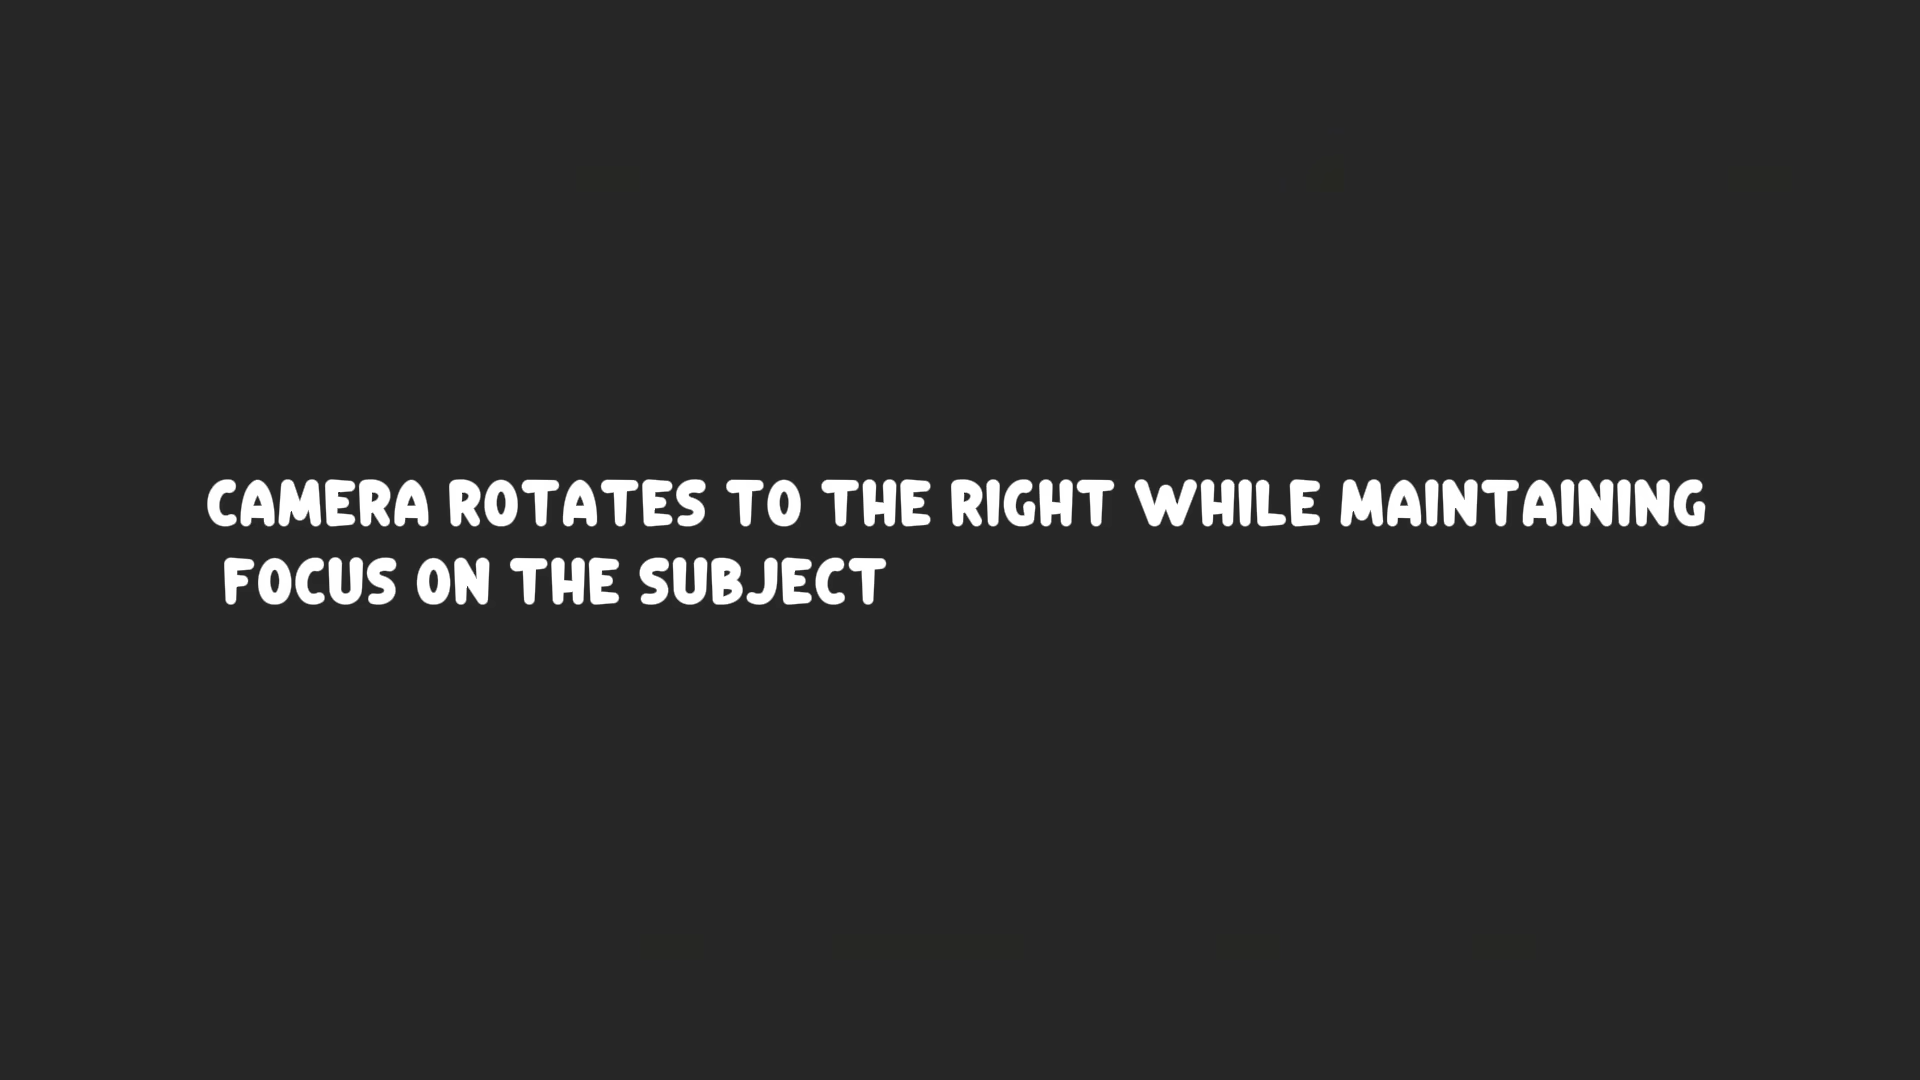 CAMERA ROTATES TO THE RIGHT WHILE MAINTAINING
FOCUS ON THE SUBJECT